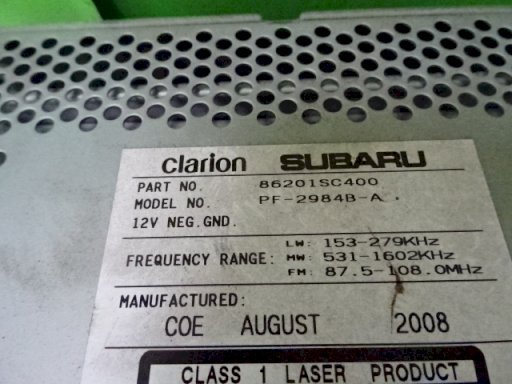 clarion SUBARU
PART NO. 86201SC400
MODEL NO. PF-2984B-A
12V NEG.GND.
LW: 153-279KHz
FREQUENCY RANGE: MW: 531-1602KHz
FM: 87.5-108.0MHz
MANUFACTURED:
COE AUGUST 2008
CLASS 1 LASER PRODUCT